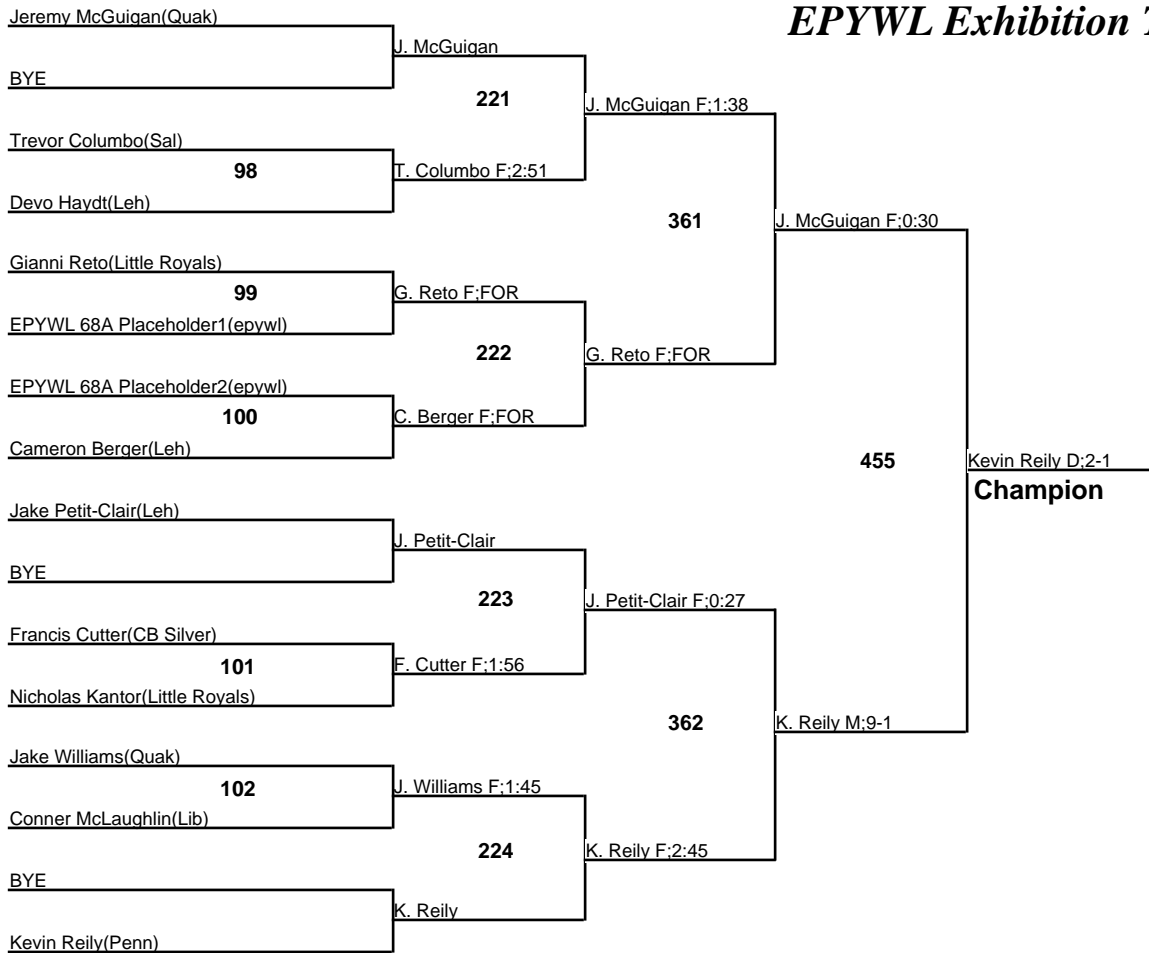 EPYWL Exhibition T
Jeremy McGuigan(Quak)
J. McGuigan
BYE
221
J. McGuigan F;1:38
Trevor Columbo(Sal)
98
T. Columbo F;2:51
Devo Haydt(Leh)
361
J. McGuigan F;0:30
Gianni Reto(Little Royals)
99
G. Reto F;FOR
EPYWL 68A Placeholder1(epywl)
222
G. Reto F;FOR
EPYWL 68A Placeholder2(epywl)
100
C. Berger F;FOR
Cameron Berger(Leh)
455
Kevin Reily D;2-1
Champion
Jake Petit-Clair(Leh)
J. Petit-Clair
BYE
223
J. Petit-Clair F;0:27
Francis Cutter(CB Silver)
101
F. Cutter F;1:56
Nicholas Kantor(Little Royals)
362
K. Reily M;9-1
Jake Williams(Quak)
102
J. Williams F;1:45
Conner McLaughlin(Lib)
224
K. Reily F;2:45
BYE
K. Reily
Kevin Reily(Penn)